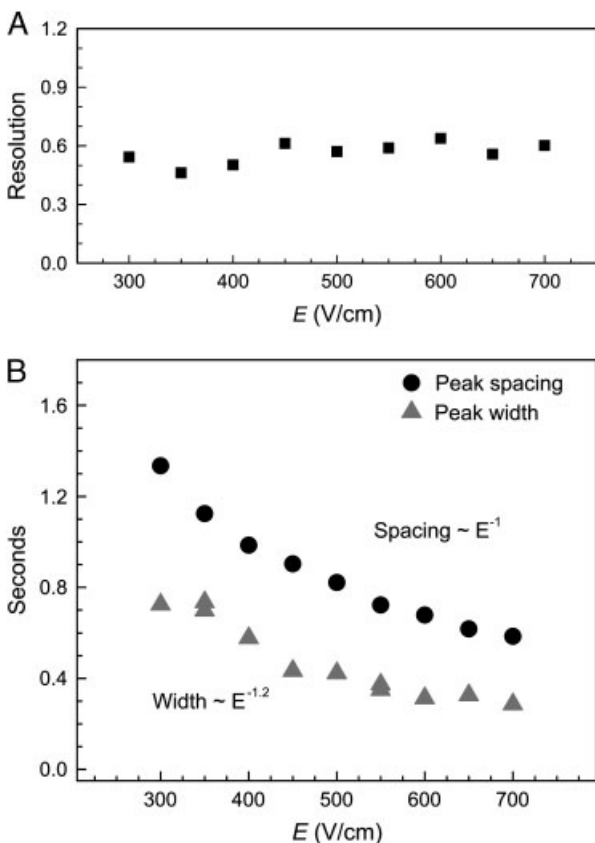 A
1.2
0.9
0.6
0.3
0.0
Resolution
300 400 500 600 700
E (V/cm)
B
1.6
1.2
0.8
0.4
0.0
Seconds
Peak spacing
Peak width
Spacing ~ E⁻¹
Width ~ E⁻¹·²
300 400 500 600 700
E (V/cm)